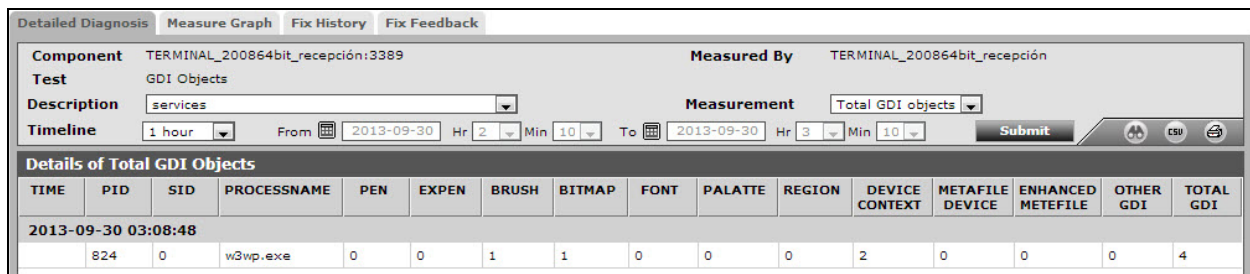 Detailed Diagnosis Measure Graph Fix History Fix Feedback
Component TERMINAL_200864bit_recepción:3389 Measured By TERMINAL_200864bit_recepción
Test GDI Objects
Description services Measurement Total GDI objects
Timeline 1 hour From 2013-09-30 Hr 2 Min 10 To 2013-09-30 Hr 3 Min 10 Submit CSU
Details of Total GDI Objects
TIME PID SID PROCESSNAME PEN EXPEN BRUSH BITMAP FONT PALATTE REGION DEVICE CONTEXT METAFILE DEVICE ENHANCED METEFILE OTHER GDI TOTAL GDI
2013-09-30 03:08:48
824 0 w3wp.exe 0 0 1 1 0 0 0 2 0 0 0 4